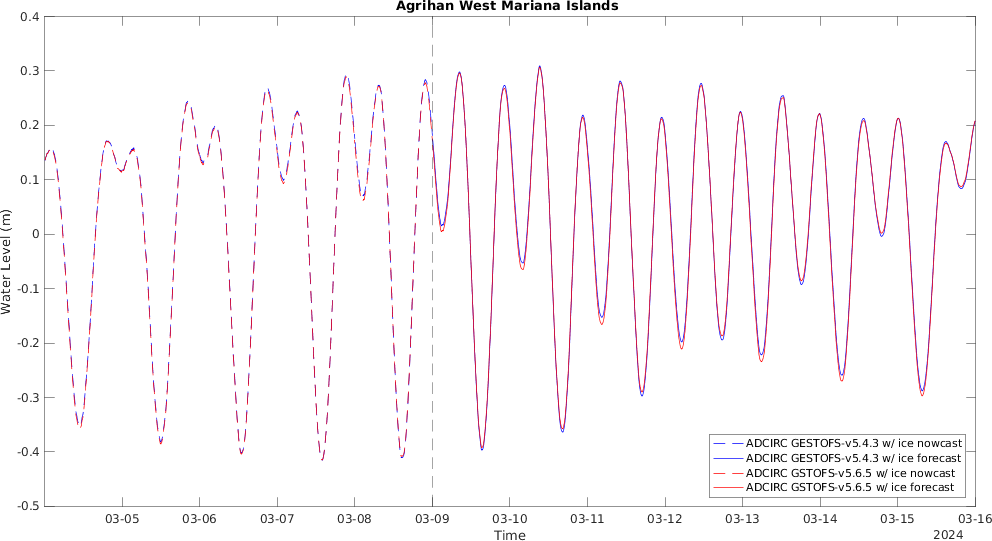 Agrihan West Mariana Islands
Water Level (m)
0.4
0.3
0.2
0.1
0
-0.1
-0.2
-0.3
-0.4
-0.5
ADCIRC GESTOFS-v5.4.3 w/ ice nowcast
ADCIRC GESTOFS-v5.4.3 w/ ice forecast
ADCIRC GSTOFS-v5.6.5 w/ ice nowcast
ADCIRC GSTOFS-v5.6.5 w/ ice forecast
03-05 03-06 03-07 03-08 03-09 03-10 03-11 03-12 03-13 03-14 03-15 03-16
Time
2024